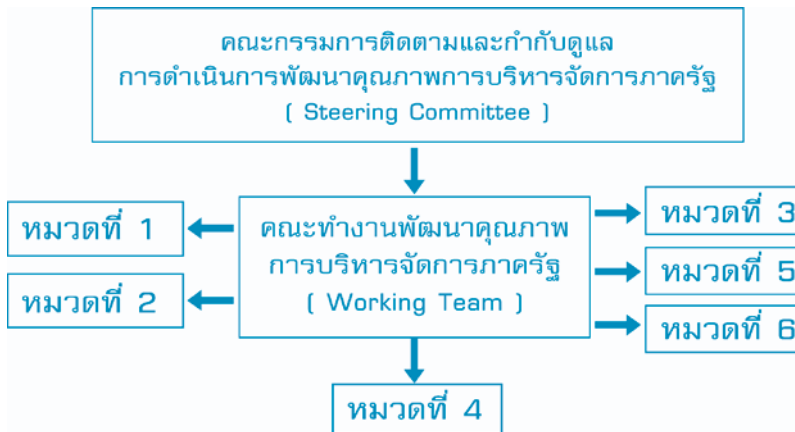 คณะกรรมการติดตามและกำกับดูแล
การดำเนินการพัฒนาคุณภาพการบริหารจัดการภาครัฐ
( Steering Committee )
หมวดที่ 1
หมวดที่ 2
คณะทำงานพัฒนาคุณภาพ
การบริหารจัดการภาครัฐ
( Working Team )
หมวดที่ 3
หมวดที่ 5
หมวดที่ 6
หมวดที่ 4